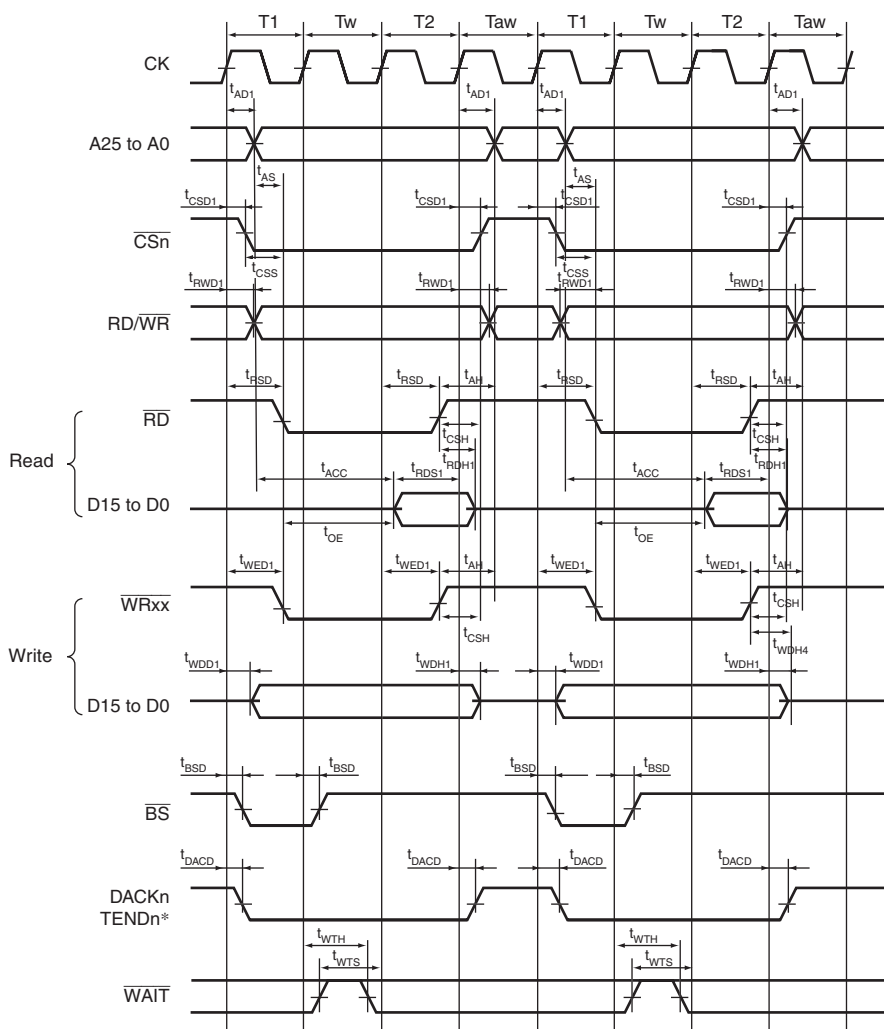 T1 Tw T2 Taw T1 Tw T2 Taw
CK
tAD1 tAD1 tAD1 tAD1
A25 to A0
tAS tAS
tCSD1 tCSD1 tCSD1 tCSD1
CSn
tCSS tCSS
tRWD1 tRWD1 tRWD1 tRWD1
RD/WR
tRSD tRSD tAH tRSD tRSD tAH
RD
tCSH tCSH
Read
tRDH1 tRDH1
tACC tRDS1 tACC tRDS1
D15 to D0
tOE tOE
tWED1 tWED1 tAH tWED1 tWED1 tAH
WRxx
tCSH tCSH
Write
tWDH4
tWDD1 tWDH1 tWDD1 tWDH1
D15 to D0
tBSD tBSD tBSD tBSD
BS
tDACD tDACD tDACD tDACD
DACKn
TENDn*
tWTH tWTH
tWTS tWTS
WAIT